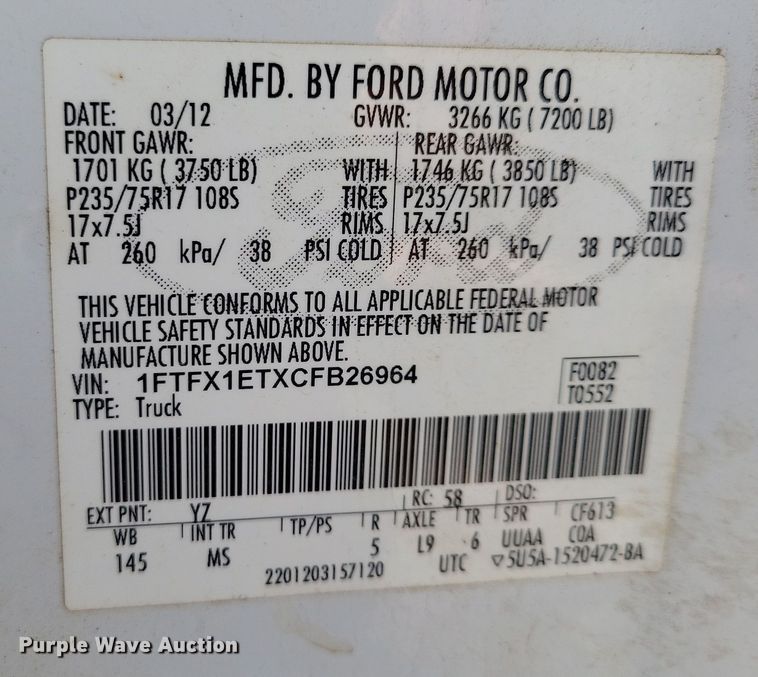 MFD. BY FORD MOTOR CO.
DATE: 03/12 GVWR: 3266 KG ( 7200 LB)
FRONT GAWR: REAR GAWR:
1701 KG ( 3750 LB) WITH 1746 KG ( 3850 LB) WITH
P235/75R17 108S TIRES P235/75R17 108S TIRES
17x7.5J RIMS 17x7.5J RIMS
AT 260 kPa/ 38 PSI COLD AT 260 kPa/ 38 PSI COLD
Ford
THIS VEHICLE CONFORMS TO ALL APPLICABLE FEDERAL MOTOR
VEHICLE SAFETY STANDARDS IN EFFECT ON THE DATE OF
MANUFACTURE SHOWN ABOVE.
VIN: 1FTFX1ETXCFB26964 F0082
TYPE: Truck T0552
EXT PNT: YZ RC: 58 DSO:
WB INT TR TP/PS R AXLE TR SPR CF613
145 MS 5 L9 6 UUAA COA
2201203157120 UTC ▽5U5A-1520472-BA
Purple Wave Auction